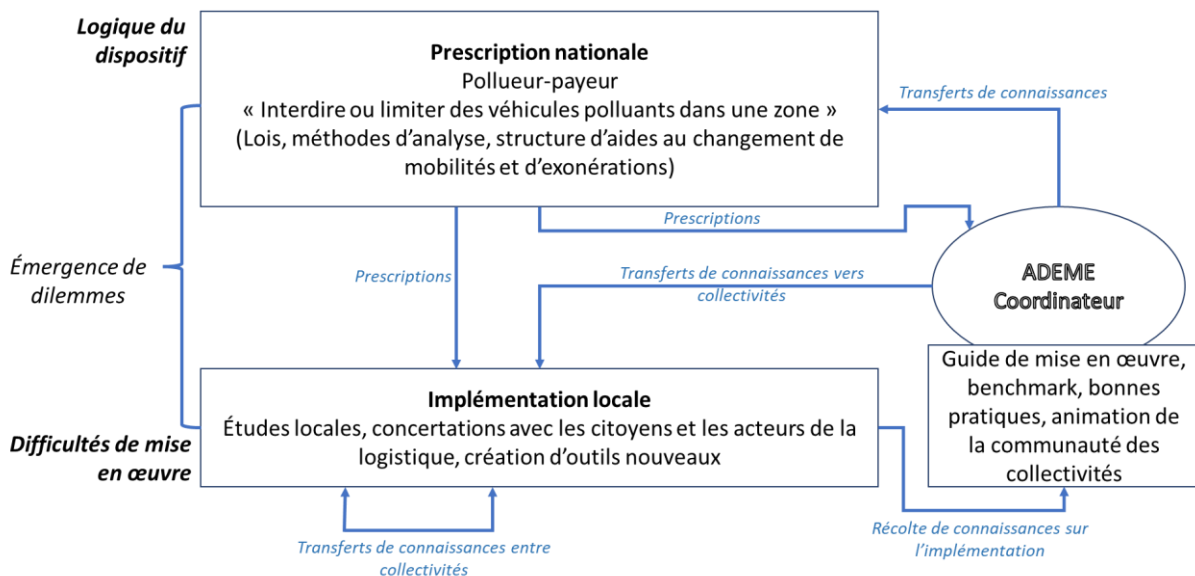 Logique du
dispositif
Prescription nationale
Pollueur-payeur
« Interdire ou limiter des véhicules polluants dans une zone »
(Lois, méthodes d'analyse, structure d'aides au changement de
mobilités et d'exonérations)
Transferts de connaissances
Prescriptions
Émergence de
dilemmes
Prescriptions
Transferts de connaissances vers
collectivités
ADEME
Coordinateur
Guide de mise en œuvre,
benchmark, bonnes
pratiques, animation de
la communauté des
collectivités
Implémentation locale
Études locales, concertations avec les citoyens et les acteurs de la
logistique, création d'outils nouveaux
Difficultés de mise
en œuvre
Transferts de connaissances entre
collectivités
Récolte de connaissances sur
l'implémentation